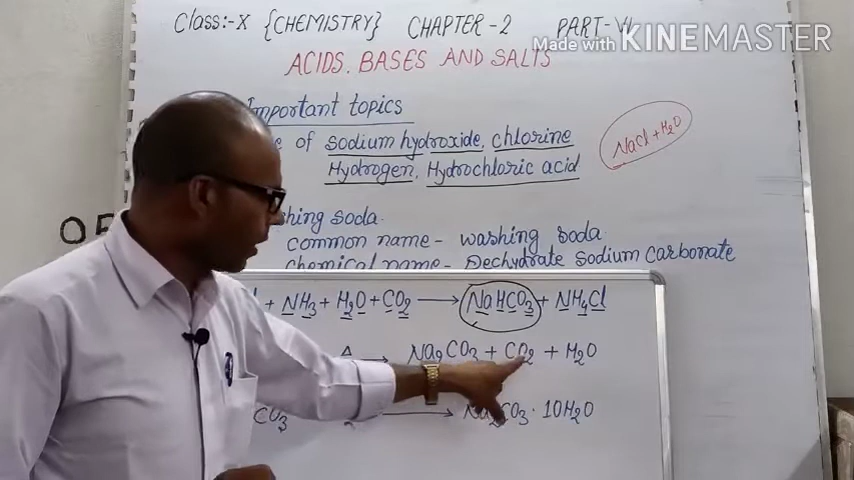 Class:-X {CHEMISTRY} CHAPTER-2 PART-VI
Made with KINEMASTER
ACIDS, BASES AND SALTS
Important topics
of sodium hydroxide, chlorine
Hydrogen, Hydrochloric acid
NaCl + H2O
shing soda
common name - washing soda
chemical name - Dechydrate Sodium Carbonate
+ NH3 + H2O + CO2 → NaHCO3 + NH4Cl
Δ → Na2CO3 + CO2 + H2O
CO3 → Na2CO3 · 10H2O